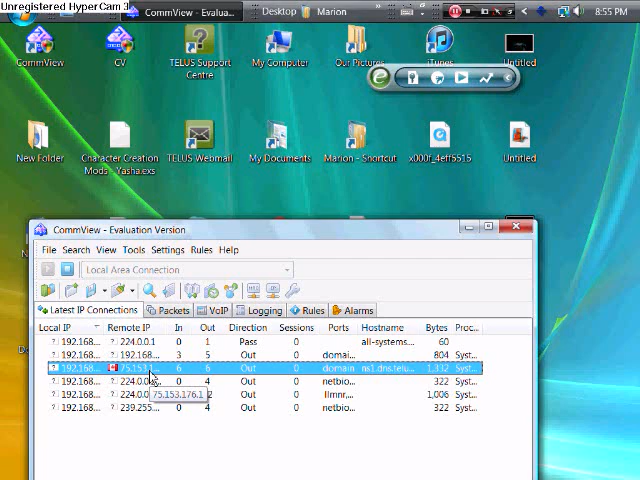 Unregistered HyperCam 3
CommView - Evalua...
Desktop
Marion
8:55 PM
CommView
CV
TELUS Support Centre
My Computer
Our Pictures
iTunes
Untitled
New Folder
Character Creation Mods - Yasha.exs
TELUS Webmail
My Documents
Marion - Shortcut
x000f_4eff5515
Untitled
CommView - Evaluation Version
File Search View Tools Settings Rules Help
Local Area Connection
Latest IP Connections Packets VoIP Logging Rules Alarms
Local IP Remote IP In Out Direction Sessions Ports Hostname Bytes Proc...
192.168... 224.0.0.1 0 1 Pass 0 all-systems... 60
192.168... 192.168... 3 5 Out 0 domai... 804 Syst...
192.168... 75.153.1... 6 6 Out 0 domain ns1.dns.telu... 1,332 Syst...
192.168... 224.0.0. 0 4 Out 0 netbio... 322 Syst...
192.168... 224.0.0. 2 Out 0 llmnr,... 1,006 Syst...
192.168... 239.255... 0 4 Out 0 netbio... 322 Syst...
75.153.176.1